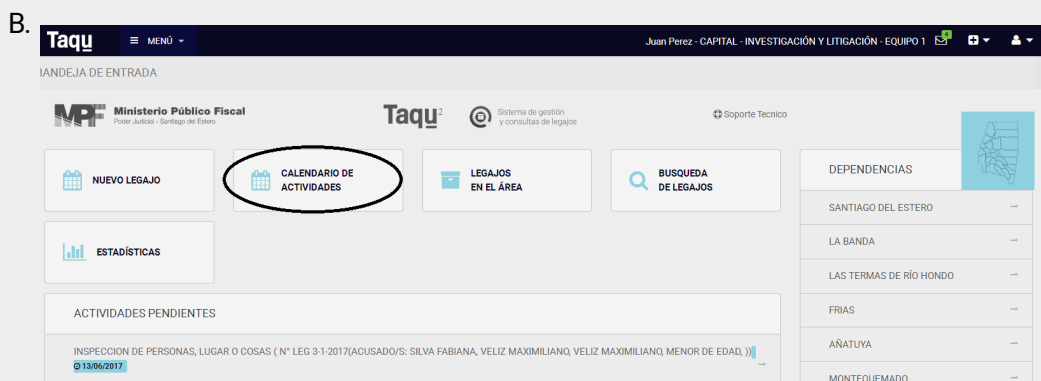 B.
Taqu ≡ MENÚ Juan Perez - CAPITAL - INVESTIGACIÓN Y LITIGACIÓN - EQUIPO 1 4
BANDEJA DE ENTRADA
MPF Ministerio Público Fiscal
Poder Judicial - Santiago del Estero
Taqu2
Sistema de gestión
y consultas de legajos
Soporte Tecnico
NUEVO LEGAJO
CALENDARIO DE
ACTIVIDADES
LEGAJOS
EN EL ÁREA
BUSQUEDA
DE LEGAJOS
ESTADÍSTICAS
ACTIVIDADES PENDIENTES
INSPECCION DE PERSONAS, LUGAR O COSAS ( N° LEG 3-1-2017(ACUSADO/S: SILVA FABIANA, VELIZ MAXIMILIANO, VELIZ MAXIMILIANO, MENOR DE EDAD, ))
13/06/2017
DEPENDENCIAS
SANTIAGO DEL ESTERO
LA BANDA
LAS TERMAS DE RÍO HONDO
FRIAS
AÑATUYA
MONTEQUEMADO